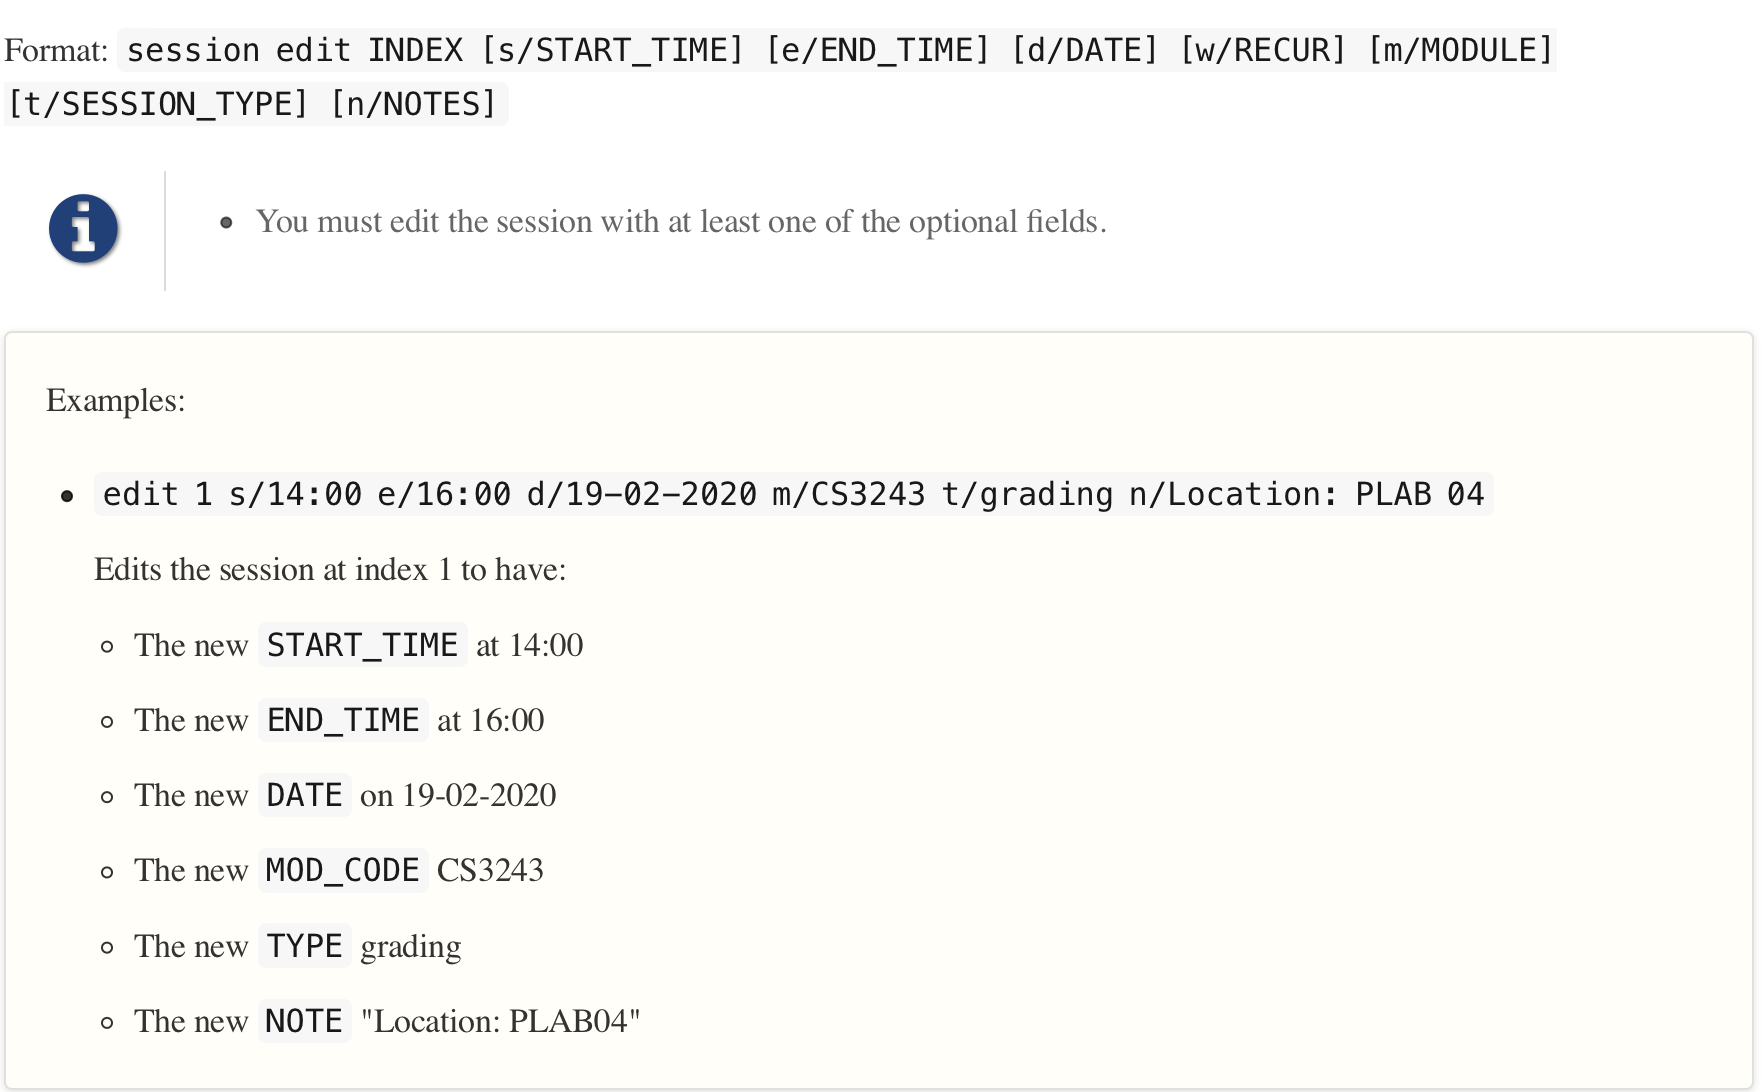 Format: session edit INDEX [s/START_TIME] [e/END_TIME] [d/DATE] [w/RECUR] [m/MODULE]
[t/SESSION_TYPE] [n/NOTES]
You must edit the session with at least one of the optional fields.
Examples:
edit 1 s/14:00 e/16:00 d/19-02-2020 m/CS3243 t/grading n/Location: PLAB 04
Edits the session at index 1 to have:
The new START_TIME at 14:00
The new END_TIME at 16:00
The new DATE on 19-02-2020
The new MOD_CODE CS3243
The new TYPE grading
The new NOTE "Location: PLAB04"